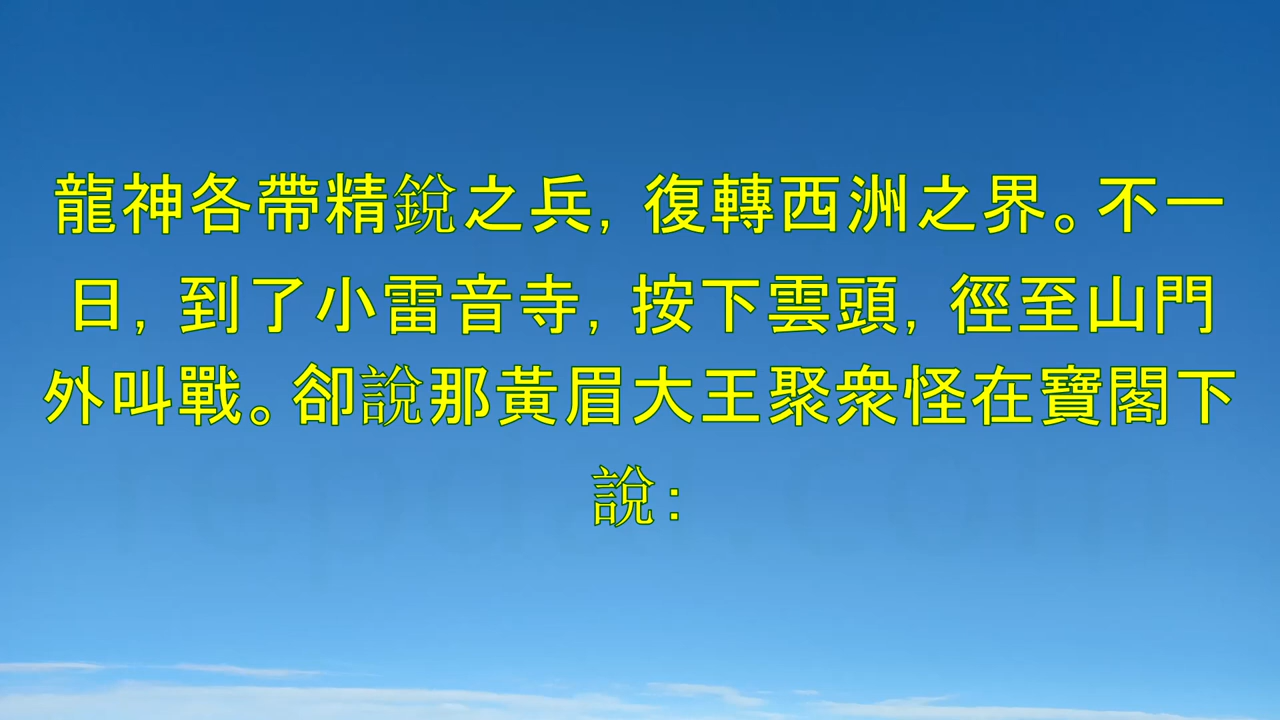 龍神各帶精銳之兵，復轉西洲之界。不一
日，到了小雷音寺，按下雲頭，徑至山門
外叫戰。卻說那黃眉大王聚衆怪在寶閣下
說：